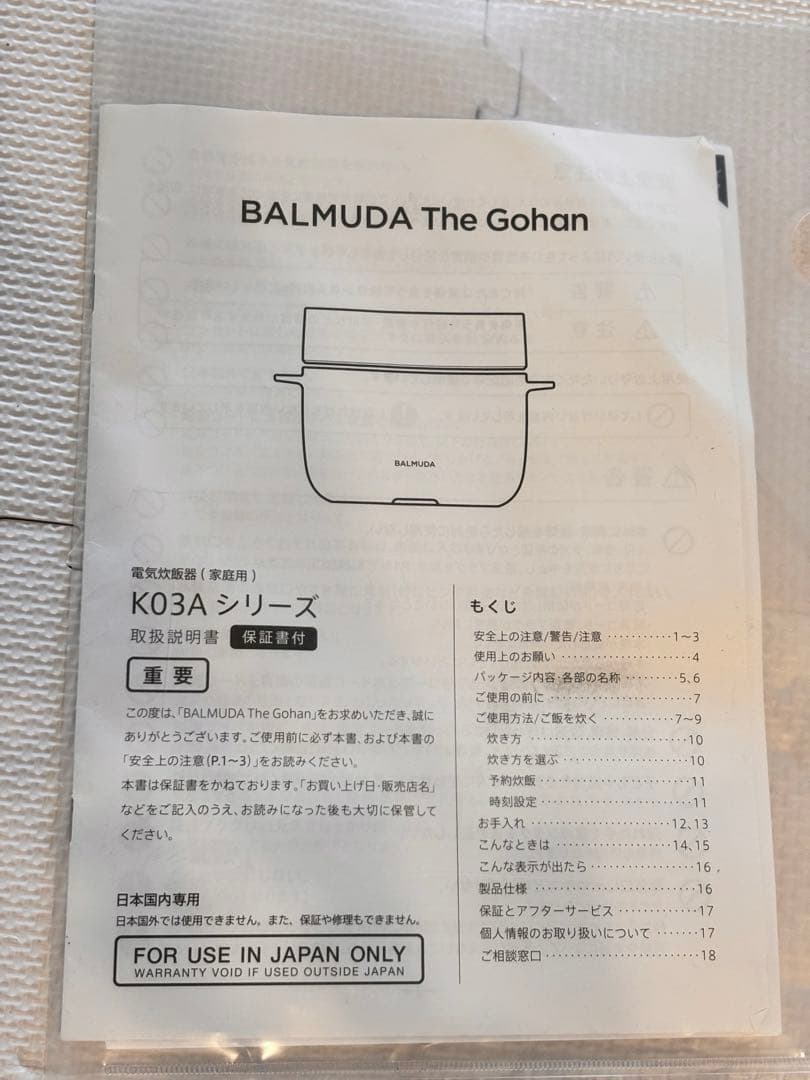 BALMUDA The Gohan
BALMUDA
電気炊飯器(家庭用)
K03A シリーズ
取扱説明書 保証書付
重要
この度は、「BALMUDA The Gohan」をお求めいただき、誠に
ありがとうございます。ご使用前に必ず本書、および本書の
「安全上の注意(P.1～3)」をお読みください。
本書は保証書をかねております。「お買い上げ日・販売店名」
などをご記入のうえ、お読みになった後も大切に保管して
ください。
日本国内専用
日本国外では使用できません。また、保証や修理もできません。
FOR USE IN JAPAN ONLY
WARRANTY VOID IF USED OUTSIDE JAPAN
もくじ
安全上の注意/警告/注意 ···········1～3
使用上のお願い ·····················4
パッケージ内容・各部の名称 ·········5、6
ご使用の前に ·······················7
ご使用方法/ご飯を炊く ············7～9
炊き方 ···························10
炊き方を選ぶ ·····················10
予約炊飯 ·························11
時刻設定 ·························11
お手入れ ·······················12、13
こんなときは ····················14、15
こんな表示が出たら ················16
製品仕様 ·························16
保証とアフターサービス ············17
個人情報のお取り扱いについて ·······17
ご相談窓口 ·······················18